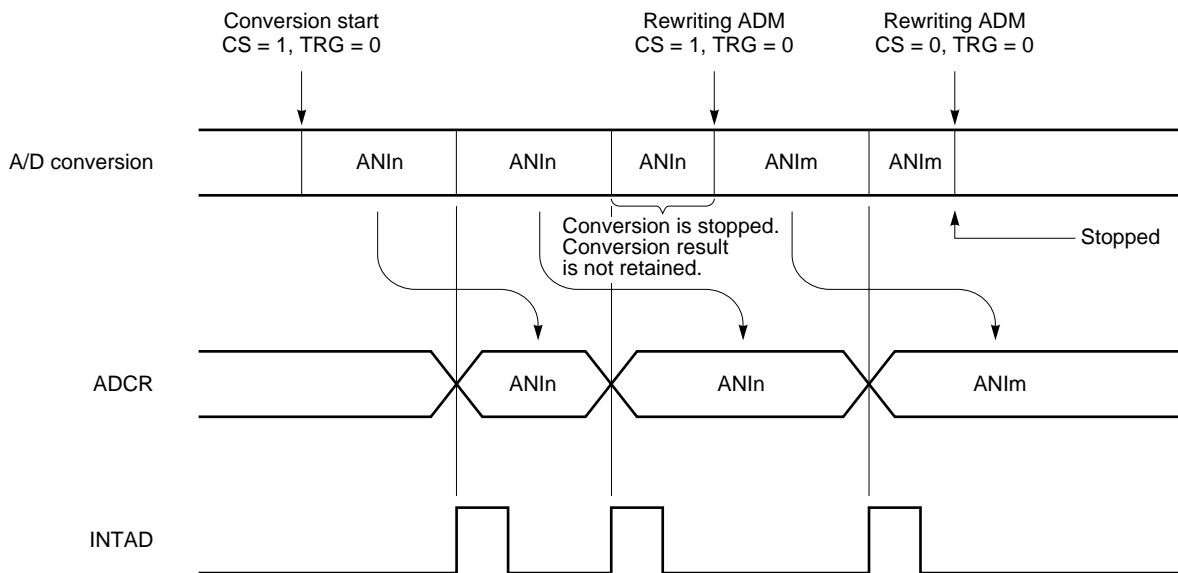 Conversion start
CS = 1, TRG = 0
Rewriting ADM
CS = 1, TRG = 0
Rewriting ADM
CS = 0, TRG = 0
A/D conversion
ANIn
ANIn
ANIn
ANIm
ANIm
Conversion is stopped.
Conversion result
is not retained.
Stopped
ADCR
ANIn
ANIn
ANIm
INTAD